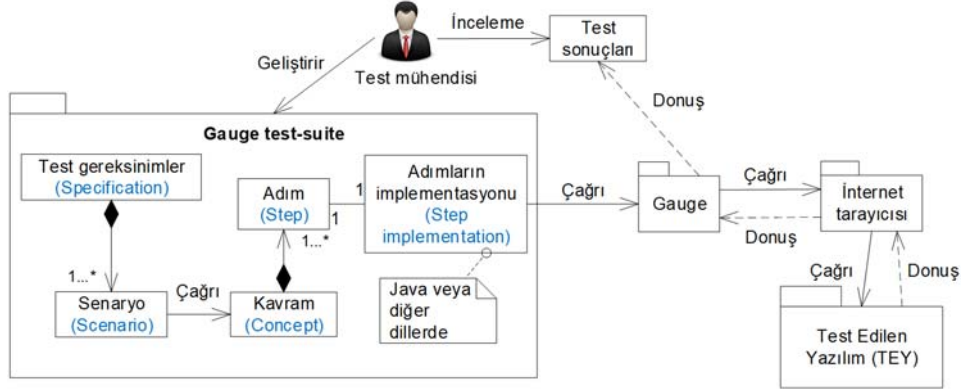 İnceleme
Test
sonuçları
Geliştirir
Test mühendisi
Donuş
Gauge test-suite
Test gereksinimler
(Specification)
Adım
(Step)
1
1
Adımların
implementasyonu
(Step
implementation)
Çağrı
Gauge
Çağrı
İnternet
tarayıcısı
Donuş
1...*
1...*
Senaryo
(Scenario)
Çağrı
Kavram
(Concept)
Java veya
diğer
dillerde
Çağrı
Donuş
Test Edilen
Yazılım (TEY)